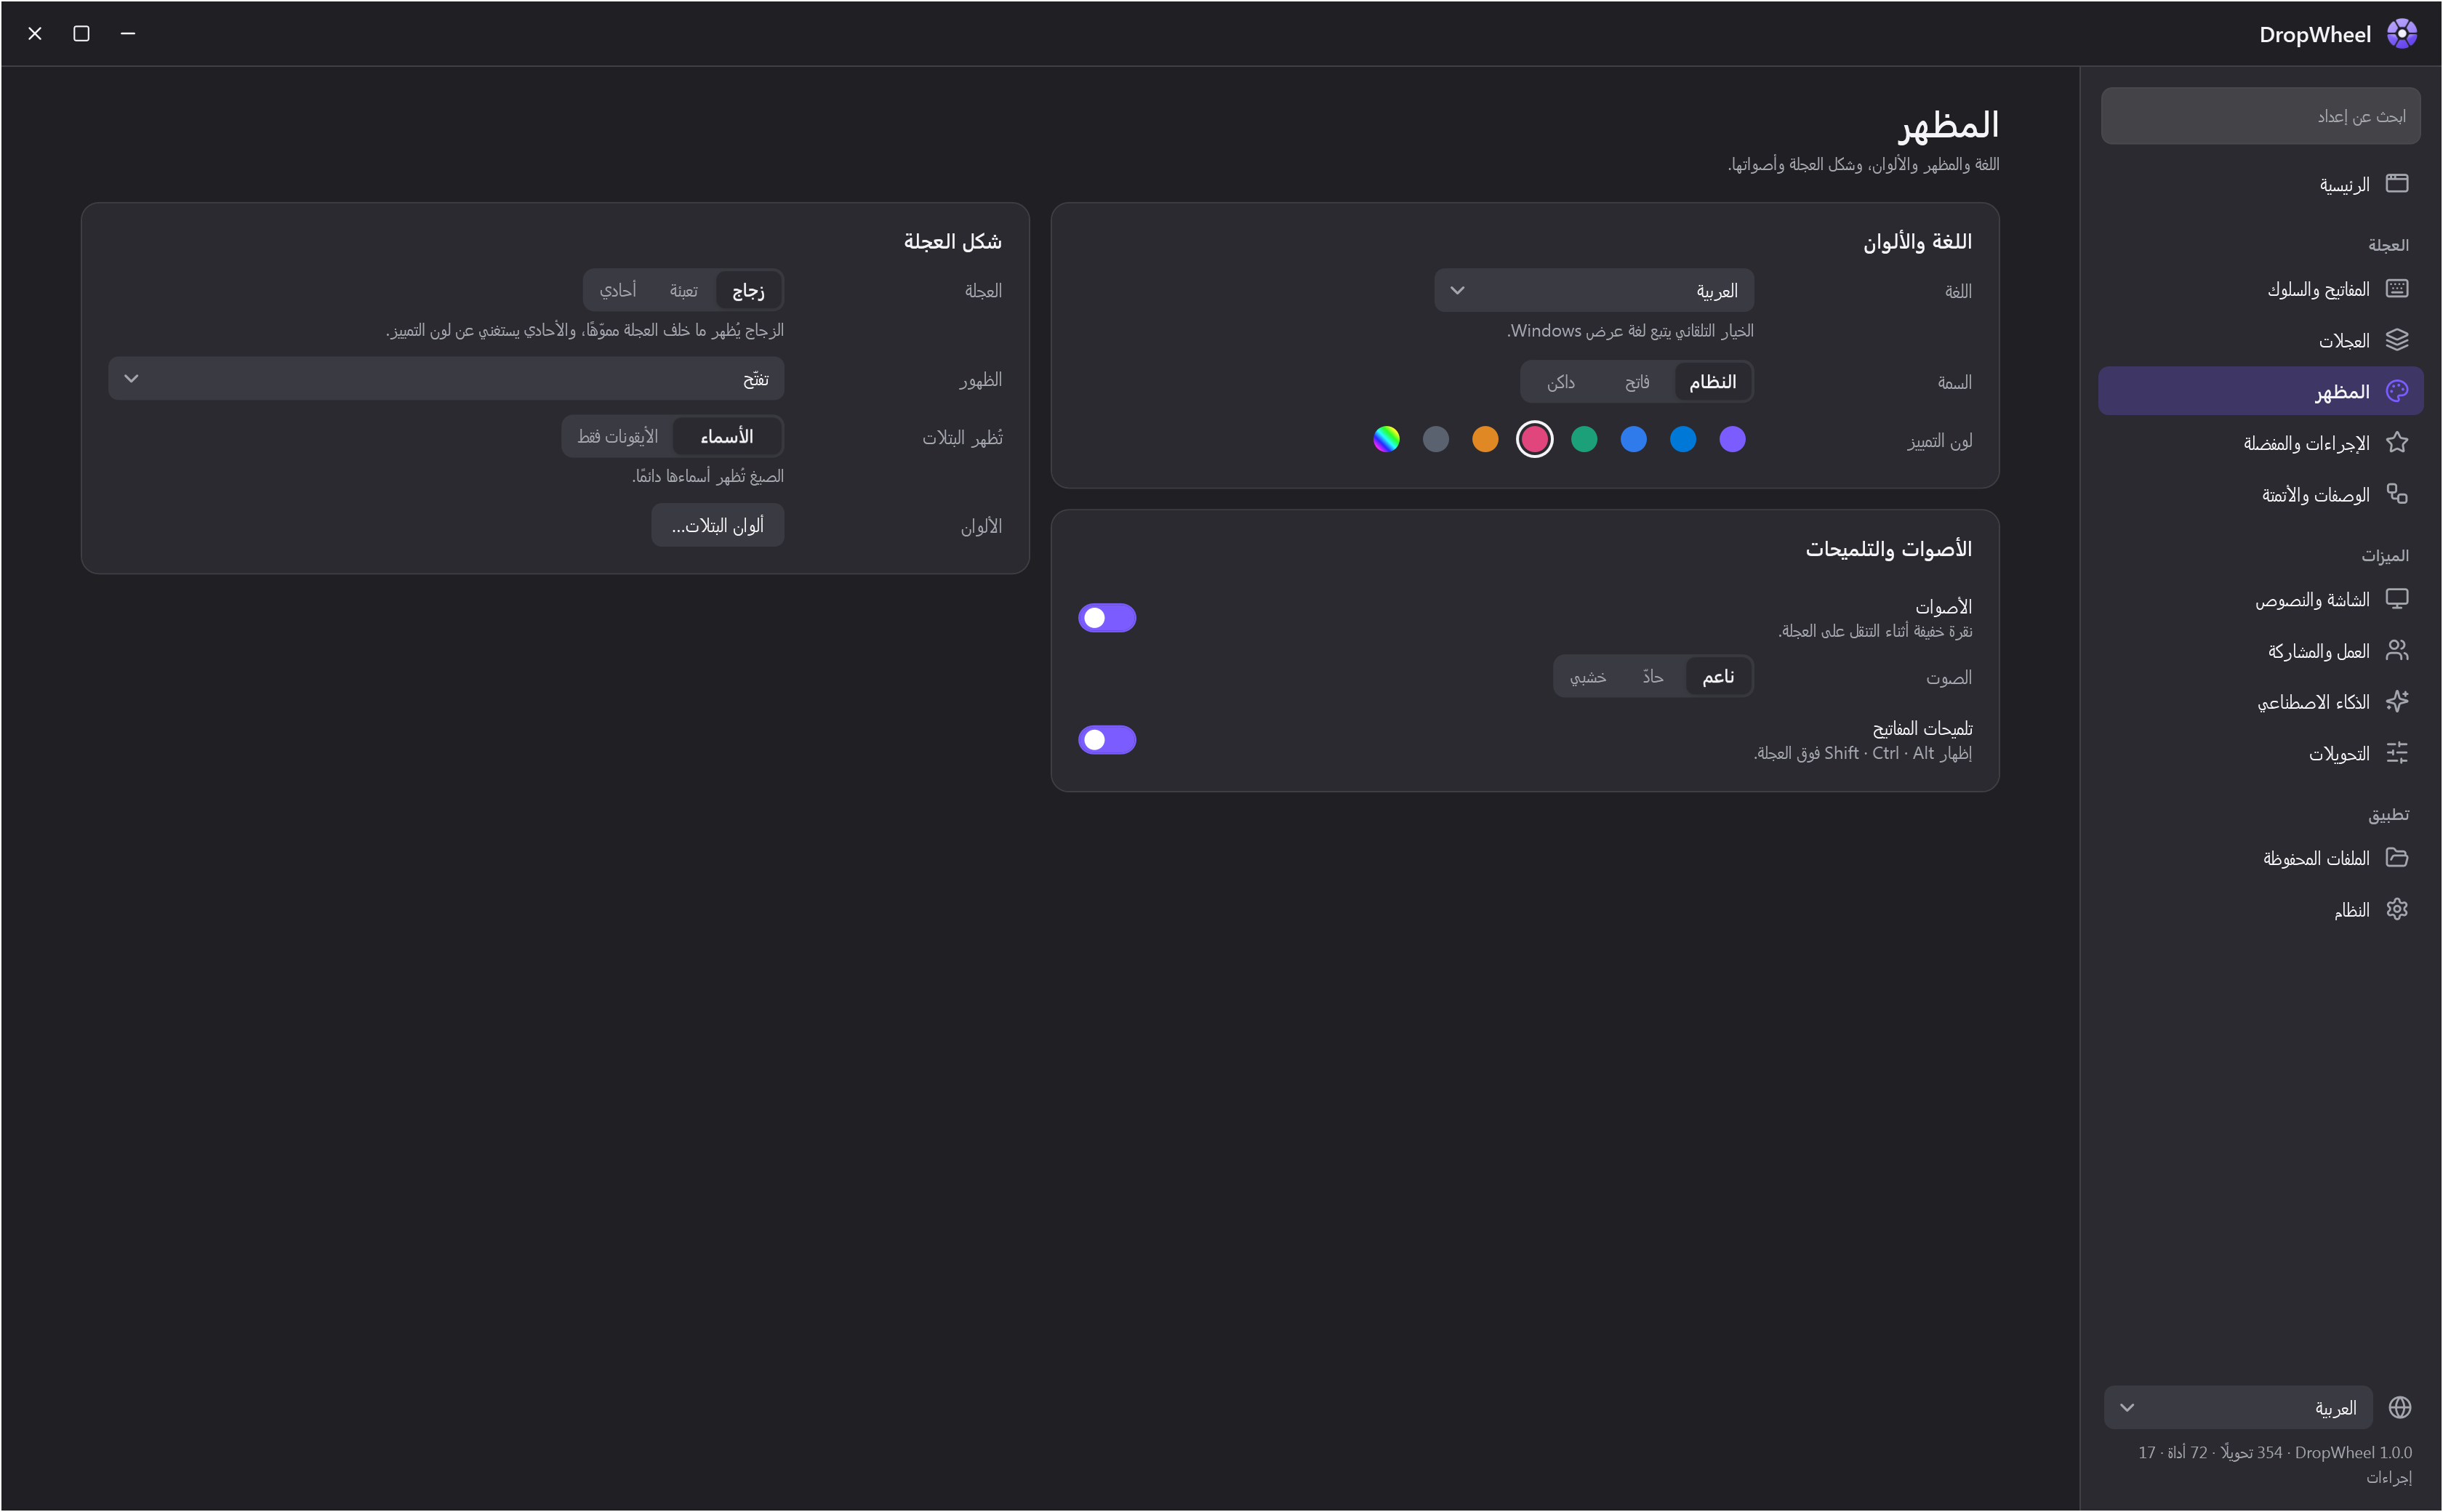 DropWheel
ابحث عن إعداد
الرئيسية
العجلة
المفاتيح والسلوك
العجلات
المظهر
الإجراءات والمفضلة
الوصفات والأتمتة
الميزات
الشاشة والنصوص
العمل والمشاركة
الذكاء الاصطناعي
التحويلات
تطبيق
الملفات المحفوظة
النظام
العربية
DropWheel 1.0.0 · 354 تحويلًا · 72 أداة · 17
إجراءات
المظهر
اللغة والمظهر والألوان، وشكل العجلة وأصواتها.
اللغة والألوان
اللغة
العربية
الخيار التلقائي يتبع لغة عرض Windows.
السمة
النظام فاتح داكن
لون التمييز
الأصوات والتلميحات
الأصوات
نقرة خفيفة أثناء التنقل على العجلة.
الصوت
ناعم حادّ خشبي
تلميحات المفاتيح
إظهار Shift · Ctrl · Alt فوق العجلة.
شكل العجلة
العجلة
زجاج تعبئة أحادي
الزجاج يُظهر ما خلف العجلة مموّهًا، والأحادي يستغني عن لون التمييز.
الظهور
تفتّح
تُظهر البتلات
الأسماء الأيقونات فقط
الصيغ تُظهر أسماءها دائمًا.
الألوان
ألوان البتلات...